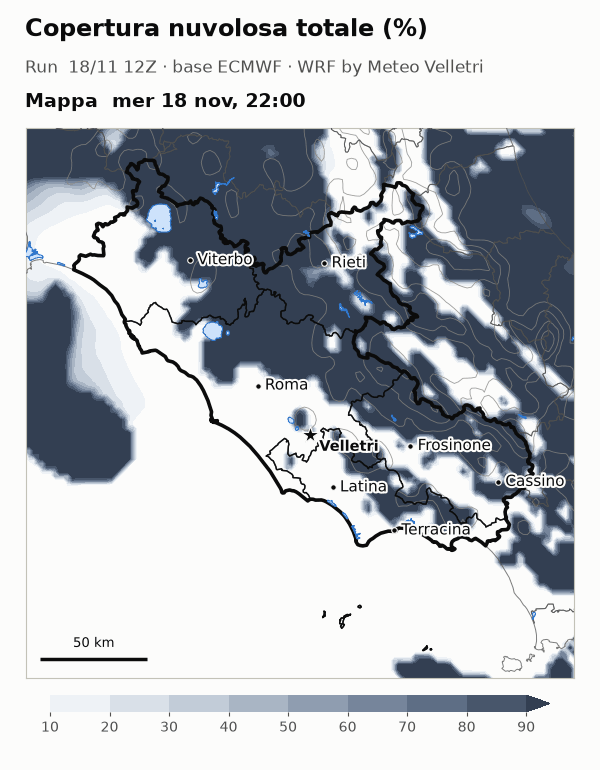 Copertura nuvolosa totale (%)
Run 18/11 12Z · base ECMWF · WRF by Meteo Velletri
Mappa mer 18 nov, 22:00
Viterbo
Rieti
Roma
Velletri
Frosinone
Latina
Cassino
Terracina
50 km
10 20 30 40 50 60 70 80 90